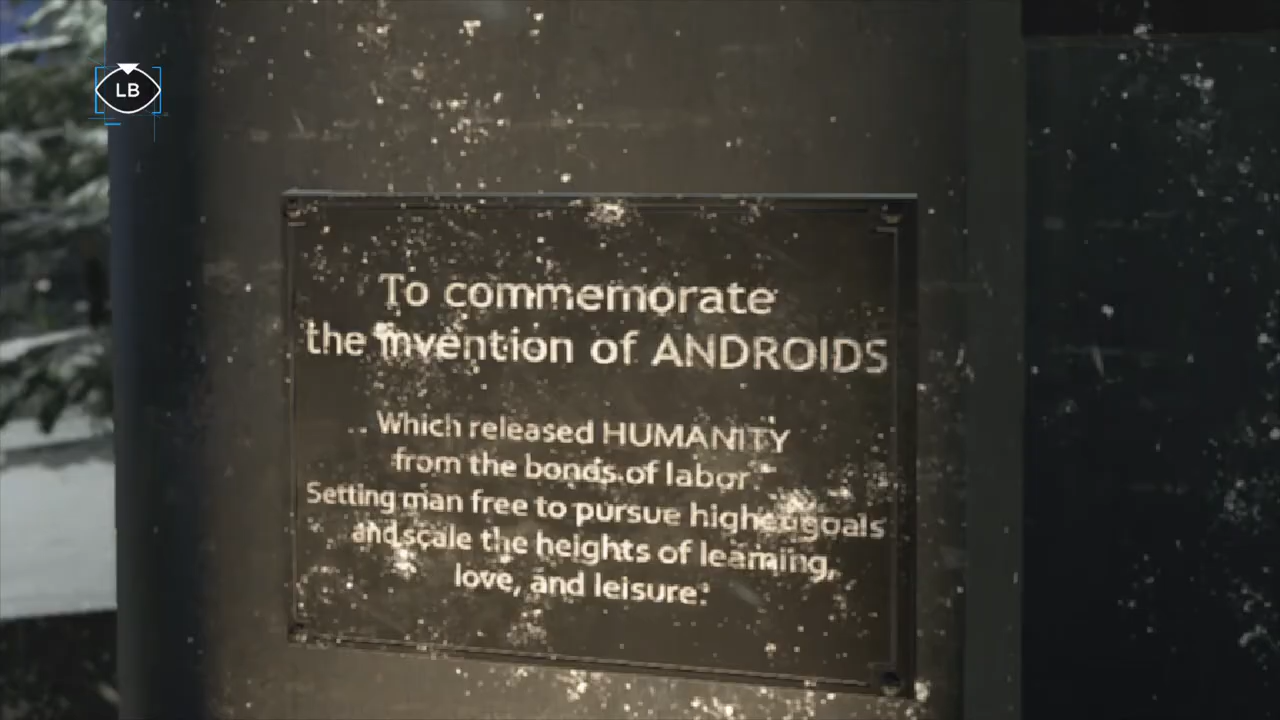 LB
To commemorate
the invention of ANDROIDS
Which released HUMANITY
from the bonds of labor
Setting man free to pursue higher goals
and scale the heights of learning,
love, and leisure.